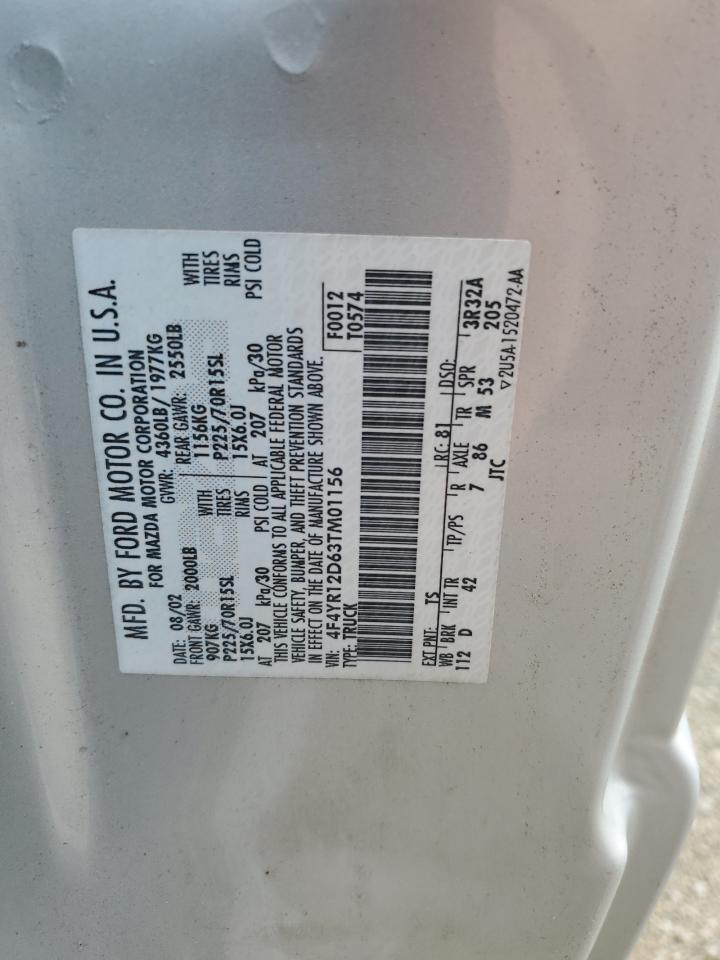 MFD. BY FORD MOTOR CO. IN U.S.A.
FOR MAZDA MOTOR CORPORATION
DATE: 08/02 GVWR: 4360LB/1977KG
FRONT GAWR: 2000LB REAR GAWR: 2550LB
907KG WITH 1156KG WITH
P225/70R15SL TIRES P225/70R15SL TIRES
15X6.0J RIMS 15X6.0J RIMS
AT 207 kPa/30 PSI COLD AT 207 kPa/30 PSI COLD
THIS VEHICLE CONFORMS TO ALL APPLICABLE FEDERAL MOTOR
VEHICLE SAFETY, BUMPER, AND THEFT PREVENTION STANDARDS
IN EFFECT ON THE DATE OF MANUFACTURE SHOWN ABOVE.
VIN: 4F4YR12D63TM01156 F0012
TYPE: TRUCK T0574
EXT PNT: TS RC: 81 DSO:
WB BRK INT TR TP/PS R AXLE TR SPR 3R32A
112 D 42 7 86 M 53 205
JTC ▽2U5A-1520472-AA